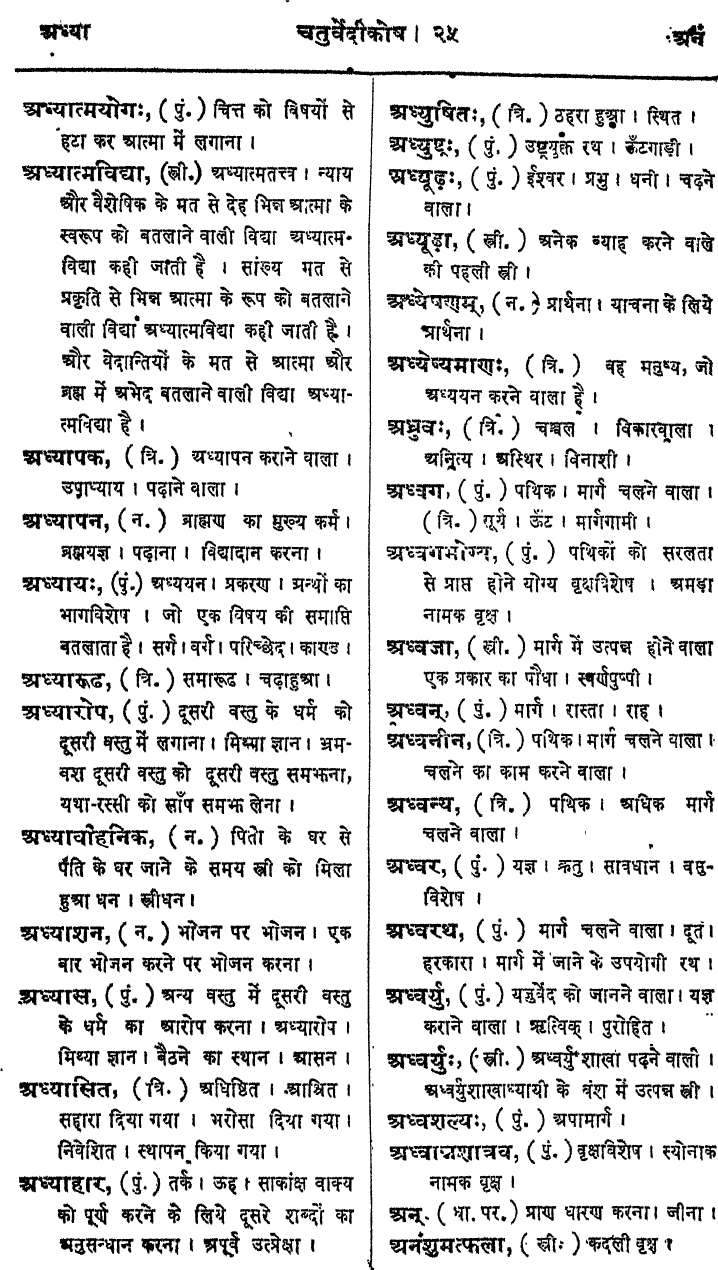 अध्या
चतुर्वेदीकोष । २५
अनं
अध्यात्मयोगः, ( पुं. ) चित्त को विषयों से
हटा कर आत्मा में लगाना ।
अध्यात्मविद्या, (स्त्री.) अध्यात्मतत्त्व । न्याय
और वैशेषिक के मत से देह भिन्न आत्मा के
स्वरूप को बतलाने वाली विद्या अध्यात्म-
विद्या कही जाती है । सांख्य मत से
प्रकृति से भिन्न आत्मा के रूप को बतलाने
वाली विद्या अध्यात्मविद्या कही जाती है ।
और वेदान्तियों के मत से आत्मा और
ब्रह्म में अभेद बतलाने वाली विद्या अध्या-
त्मविद्या है ।
अध्यापक, ( त्रि. ) अध्यापन कराने वाला ।
उपाध्याय । पढ़ाने वाला ।
अध्यापन, ( न. ) ब्राह्मण का मुख्य कर्म ।
ब्रह्मयज्ञ । पढ़ाना । विद्यादान करना ।
अध्यायः, (पुं.) अध्ययन । प्रकरण । ग्रन्थों का
भागविशेष । जो एक विषय की समाप्ति
बतलाता है । सर्ग । वर्ग । परिच्छेद । काण्ड ।
अध्यारूढ, ( त्रि. ) समारूढ । चढ़ाहुआ ।
अध्यारोप, ( पुं. ) दूसरी वस्तु के धर्म को
दूसरी वस्तु में लगाना । मिथ्या ज्ञान । भ्रम-
वश दूसरी वस्तु को दूसरी वस्तु समझना,
यथा-रस्सी को साँप समझ लेना ।
अध्यावाहनिक, ( न. ) पिता के घर से
पति के घर जाने के समय स्त्री को मिला
हुआ धन । स्त्रीधन ।
अध्याशन, ( न. ) भोजन पर भोजन । एक
बार भोजन करने पर भोजन करना ।
अध्यास, ( पुं. ) अन्य वस्तु में दूसरी वस्तु
के धर्म का आरोप करना । अध्यारोप ।
मिथ्या ज्ञान । बैठने का स्थान । आसन ।
अध्यासित, ( त्रि. ) अधिष्ठित । आश्रित ।
सहारा दिया गया । भरोसा दिया गया ।
निवेशित । स्थापन किया गया ।
अध्याहार, ( पुं. ) तर्क । ऊह । साकांक्ष वाक्य
को पूर्ण करने के लिये दूसरे शब्दों का
अनुसन्धान करना । अपूर्व उत्प्रेक्षा ।
अध्युषितः, ( त्रि. ) ठहरा हुआ । स्थित ।
अध्युष्ट्रः, ( पुं. ) उष्ट्रयुक्त रथ । ऊँटगाड़ी ।
अध्यूढ़ः, ( पुं. ) ईश्वर । प्रभु । धनी । चढ़ने
वाला ।
अध्यूढ़ा, ( स्त्री. ) अनेक ब्याह करने वाले
की पहली स्त्री ।
अध्येषणम्, ( न. ) प्रार्थना । याचना के लिये
प्रार्थना ।
अध्येष्यमाणः, ( त्रि. ) वह मनुष्य, जो
अध्ययन करने वाला है ।
अध्रुवः, ( त्रि. ) चञ्चल । विकारवाला ।
अनित्य । अस्थिर । विनाशी ।
अध्वग, ( पुं. ) पथिक । मार्ग चलने वाला ।
( त्रि. ) सूर्य । ऊँट । मार्गगामी ।
अध्वगभोग्य, ( पुं. ) पथिकों को सरलता
से प्राप्त होने योग्य वृक्षविशेष । अमड़ा
नामक वृक्ष ।
अध्वजा, ( स्त्री. ) मार्ग में उत्पन्न होने वाला
एक प्रकार का पौधा । स्वर्णपुष्पी ।
अध्वन्, ( पुं. ) मार्ग । रास्ता । राह ।
अध्वनीन, (त्रि.) पथिक । मार्ग चलने वाला ।
चलने का काम करने वाला ।
अध्वन्य, ( त्रि. ) पथिक । अधिक मार्ग
चलने वाला ।
अध्वर, ( पुं. ) यज्ञ । क्रतु । सावधान । वसु-
विशेष ।
अध्वरथ, ( पुं. ) मार्ग चलने वाला । दूत ।
हरकारा । मार्ग में जाने के उपयोगी रथ ।
अध्वर्यु, ( पुं. ) यजुर्वेद को जानने वाला । यज्ञ
कराने वाला । ऋत्विक् । पुरोहित ।
अध्वर्युः, ( स्त्री. ) अध्वर्युशाखा पढ़ने वाली ।
अध्वर्युशाखाध्यायी के वंश में उत्पन्न स्त्री ।
अध्वशल्यः, ( पुं. ) अपामार्ग ।
अध्वान्तशात्रव, ( पुं. ) वृक्षविशेष । स्योनाक
नामक वृक्ष ।
अन्. ( धा. पर. ) प्राण धारण करना । जीना ।
अनंशुमत्फला, ( स्त्री. ) कदली वृक्ष ।